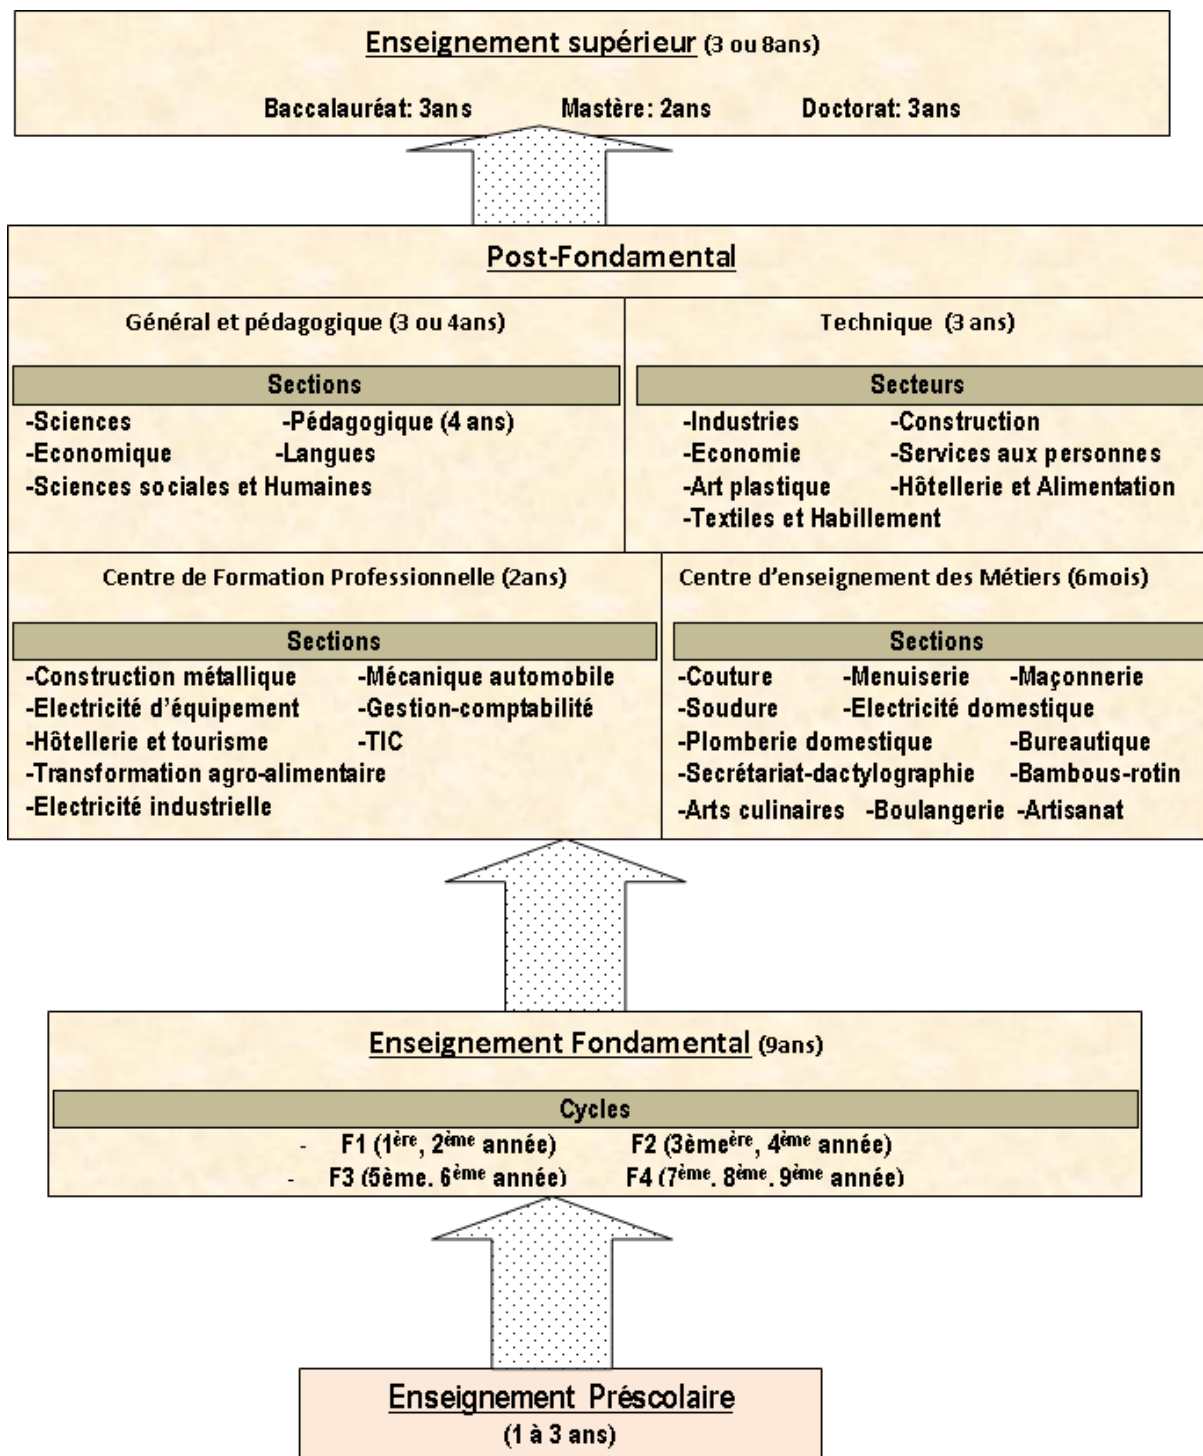 Enseignement supérieur (3 ou 8ans)
Baccalauréat: 3ans Mastère: 2ans Doctorat: 3ans
Post-Fondamental
Général et pédagogique (3 ou 4ans)
Sections
-Sciences -Pédagogique (4 ans)
-Economique -Langues
-Sciences sociales et Humaines
Technique (3 ans)
Secteurs
-Industries -Construction
-Economie -Services aux personnes
-Art plastique -Hôtellerie et Alimentation
-Textiles et Habillement
Centre de Formation Professionnelle (2ans)
Sections
-Construction métallique -Mécanique automobile
-Electricité d’équipement -Gestion-comptabilité
-Hôtellerie et tourisme -TIC
-Transformation agro-alimentaire
-Electricité industrielle
Centre d’enseignement des Métiers (6mois)
Sections
-Couture -Menuiserie -Maçonnerie
-Soudure -Electricité domestique
-Plomberie domestique -Bureautique
-Secrétariat-dactylographie -Bambous-rotin
-Arts culinaires -Boulangerie -Artisanat
Enseignement Fondamental (9ans)
Cycles
- F1 (1ère, 2ème année) F2 (3èmeère, 4ème année)
- F3 (5ème, 6ème année) F4 (7ème, 8ème, 9ème année)
Enseignement Préscolaire
(1 à 3 ans)